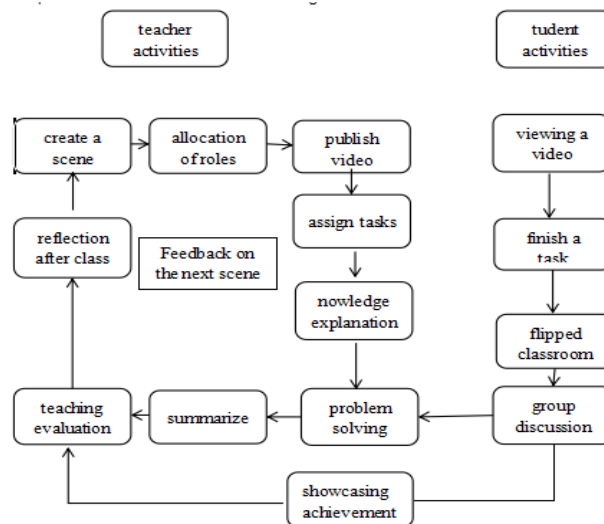 teacher
activities
tudent
activities
create a
scene
allocation
of roles
publish
video
viewing a
video
reflection
after class
Feedback on
the next scene
assign tasks
finish a
task
nowledge
explanation
flipped
classroom
teaching
evaluation
summarize
problem
solving
group
discussion
showcasing
achievement